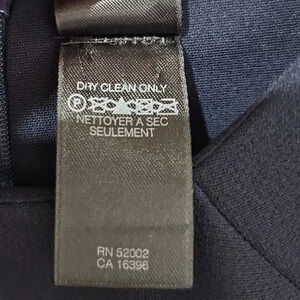 DRY CLEAN ONLY
NETTOYER A SEC
SEULEMENT
RN 52002
CA 16396